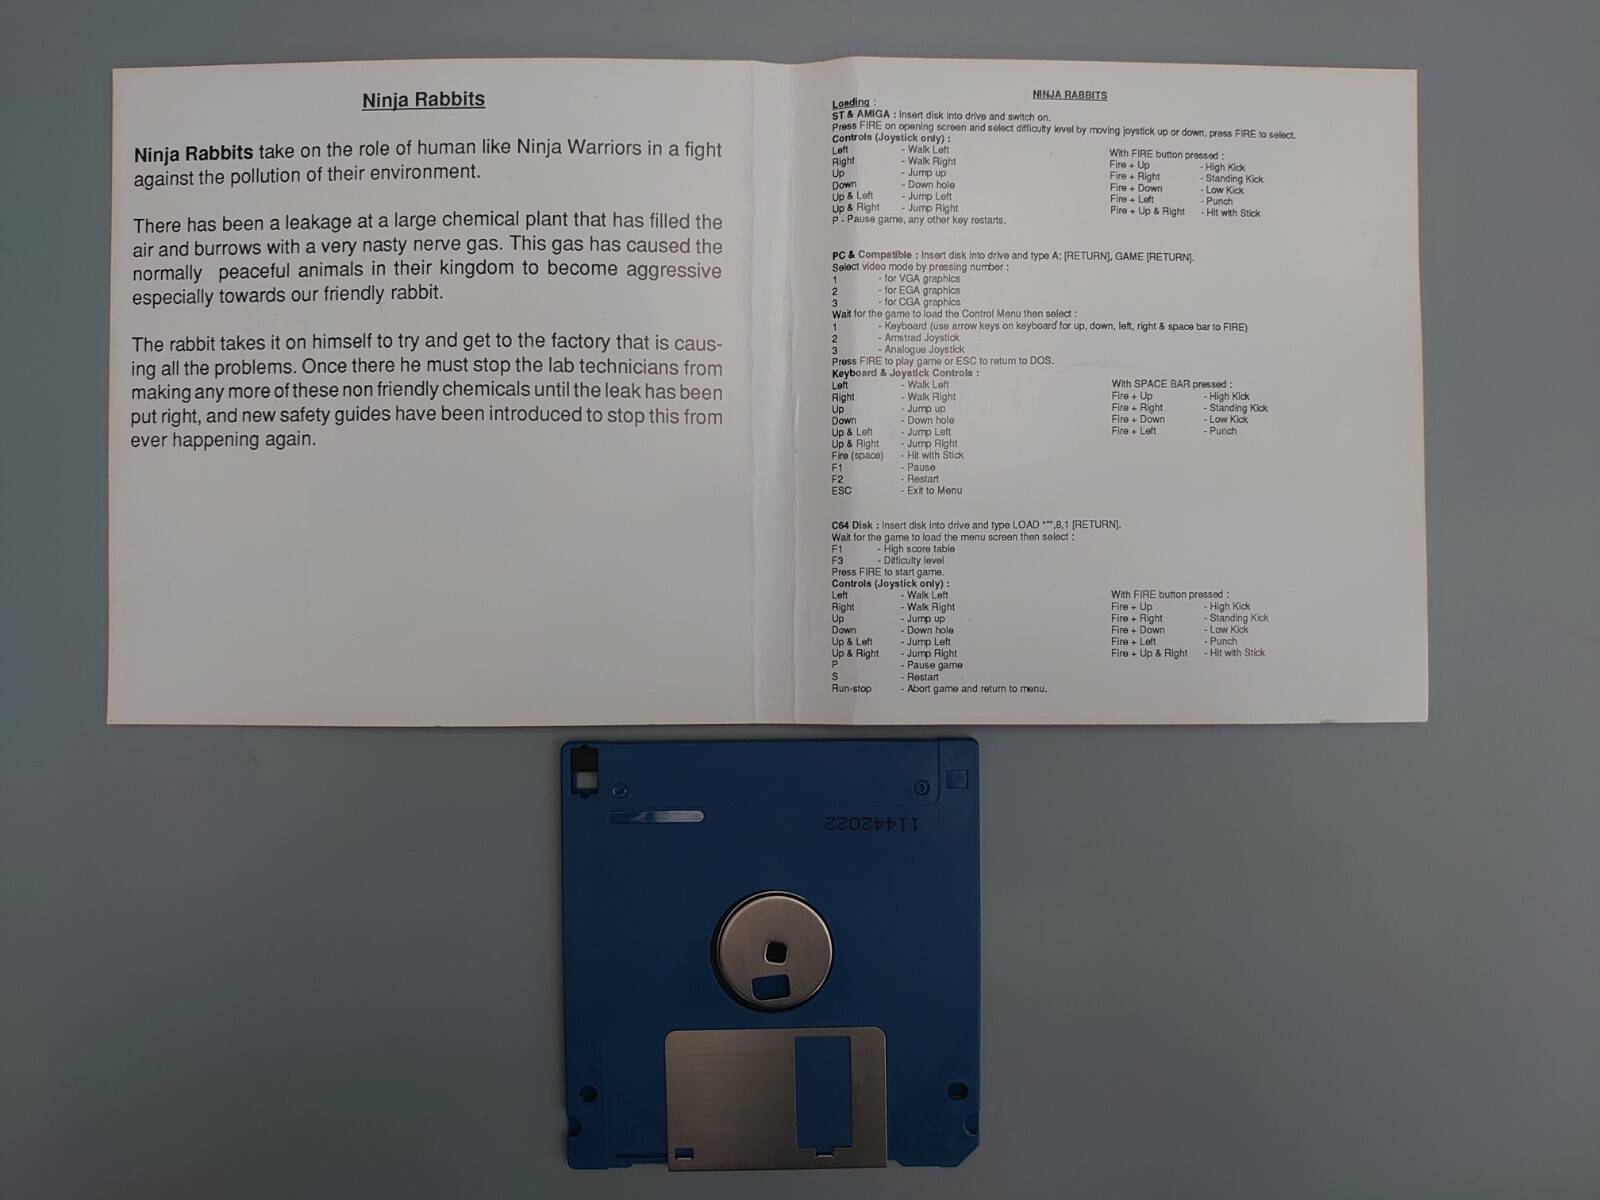 Ninja Rabbits
Ninja Rabbits take on the role of human like Ninja Warriors in a fight
against the pollution of their environment.
There has been a leakage at a large chemical plant that has filled the
air and burrows with a very nasty nerve gas. This gas has caused the
normally peaceful animals in their kingdom to become aggressive
especially towards our friendly rabbit.
The rabbit takes it on himself to try and get to the factory that is caus-
ing all the problems. Once there he must stop the lab technicians from
making any more of these non friendly chemicals until the leak has been
put right, and new safety guides have been introduced to stop this from
ever happening again.
NINJA RABBITS
Loading :
ST & AMIGA : Insert disk into drive and switch on.
Press FIRE on opening screen and select difficulty level by moving joystick up or down, press FIRE to select.
Controls (Joystick only) :
Left - Walk Left
Right - Walk Right
Up - Jump up
Down - Down hole
Up & Left - Jump Left
Up & Right - Jump Right
P - Pause game, any other key restarts.
With FIRE button pressed :
Fire + Up - High Kick
Fire + Right - Standing Kick
Fire + Down - Low Kick
Fire + Left - Punch
Fire + Up & Right - Hit with Stick
PC & Compatible : Insert disk into drive and type A: [RETURN], GAME [RETURN].
Select video mode by pressing number :
1 - for VGA graphics
2 - for EGA graphics
3 - for CGA graphics
Wait for the game to load the Control Menu then select :
1 - Keyboard (use arrow keys on keyboard for up, down, left, right & space bar to FIRE)
2 - Amstrad Joystick
3 - Analogue Joystick
Press FIRE to play game or ESC to return to DOS.
Keyboard & Joystick Controls :
Left - Walk Left
Right - Walk Right
Up - Jump up
Down - Down hole
Up & Left - Jump Left
Up & Right - Jump Right
Fire (space) - Hit with Stick
F1 - Pause
F2 - Restart
ESC - Exit to Menu
With SPACE BAR pressed :
Fire + Up - High Kick
Fire + Right - Standing Kick
Fire + Down - Low Kick
Fire + Left - Punch
C64 Disk : Insert disk into drive and type LOAD "*",8,1 [RETURN].
Wait for the game to load the menu screen then select :
F1 - High score table
F3 - Difficulty level
Press FIRE to start game.
Controls (Joystick only) :
Left - Walk Left
Right - Walk Right
Up - Jump up
Down - Down hole
Up & Left - Jump Left
Up & Right - Jump Right
P - Pause game
S - Restart
Run-stop - Abort game and return to menu.
With FIRE button pressed :
Fire + Up - High Kick
Fire + Right - Standing Kick
Fire + Down - Low Kick
Fire + Left - Punch
Fire + Up & Right - Hit with Stick
11442022